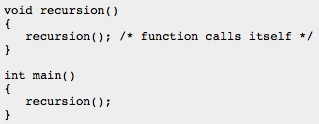 void recursion()
{
   recursion(); /* function calls itself */
}
int main()
{
   recursion();
}